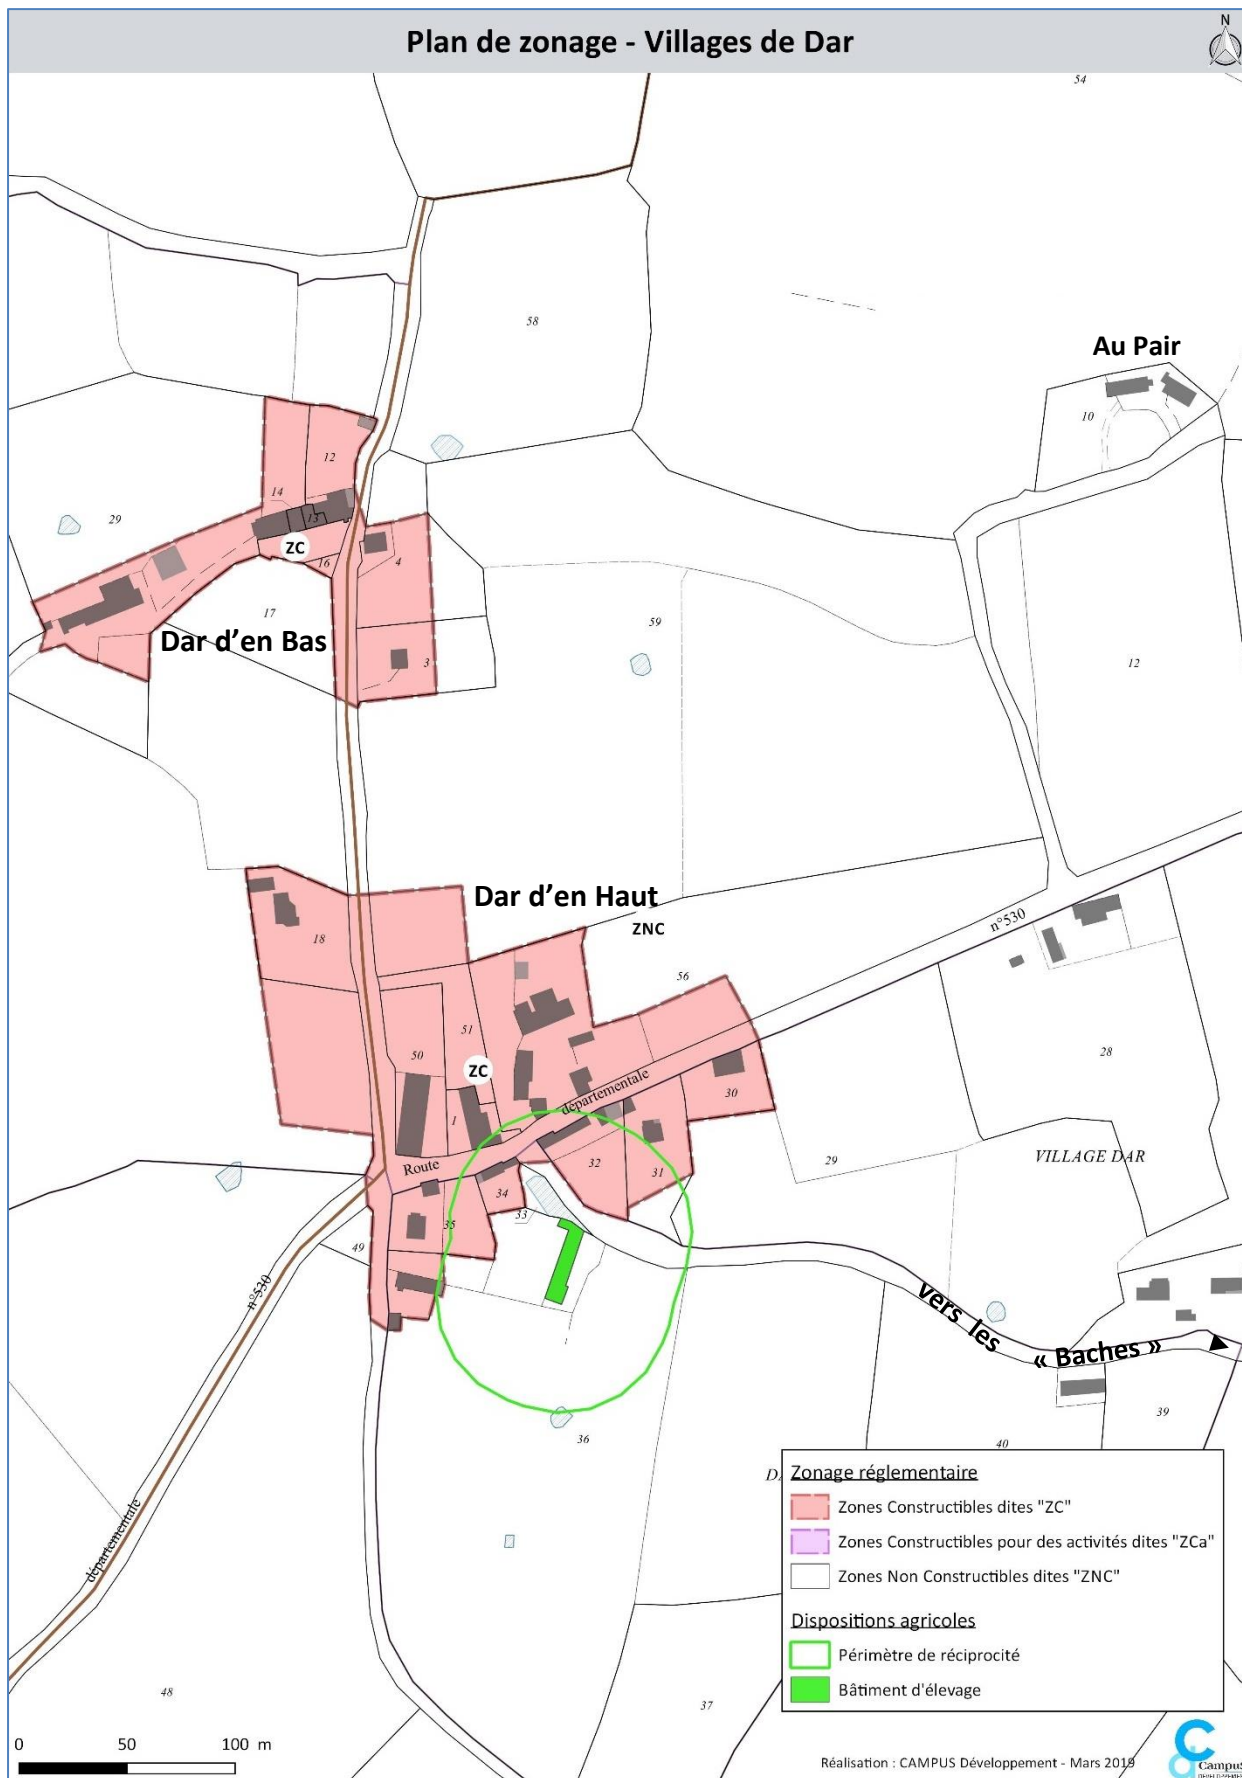 Plan de zonage - Villages de Dar
N
54
58
Au Pair
10
12
14
13
29
ZC
16
4
17
59
Dar d'en Bas
3
12
Dar d'en Haut
ZNC
n°530
18
56
51
50
ZC
28
départementale
30
1
Route
32
31
29
VILLAGE DAR
34
33
35
49
n°530
vers les
« Baches »
39
36
40
D
Zonage réglementaire
Zones Constructibles dites "ZC"
Zones Constructibles pour des activités dites "ZCa"
départementale
Zones Non Constructibles dites "ZNC"
Dispositions agricoles
Périmètre de réciprocité
Bâtiment d'élevage
48
37
0 50 100 m
Réalisation : CAMPUS Développement - Mars 2019
Campus
DEVELOPPEMENT